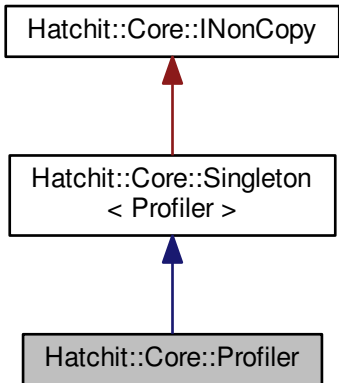 Hatchit::Core::INonCopy
Hatchit::Core::Singleton
< Profiler >
Hatchit::Core::Profiler